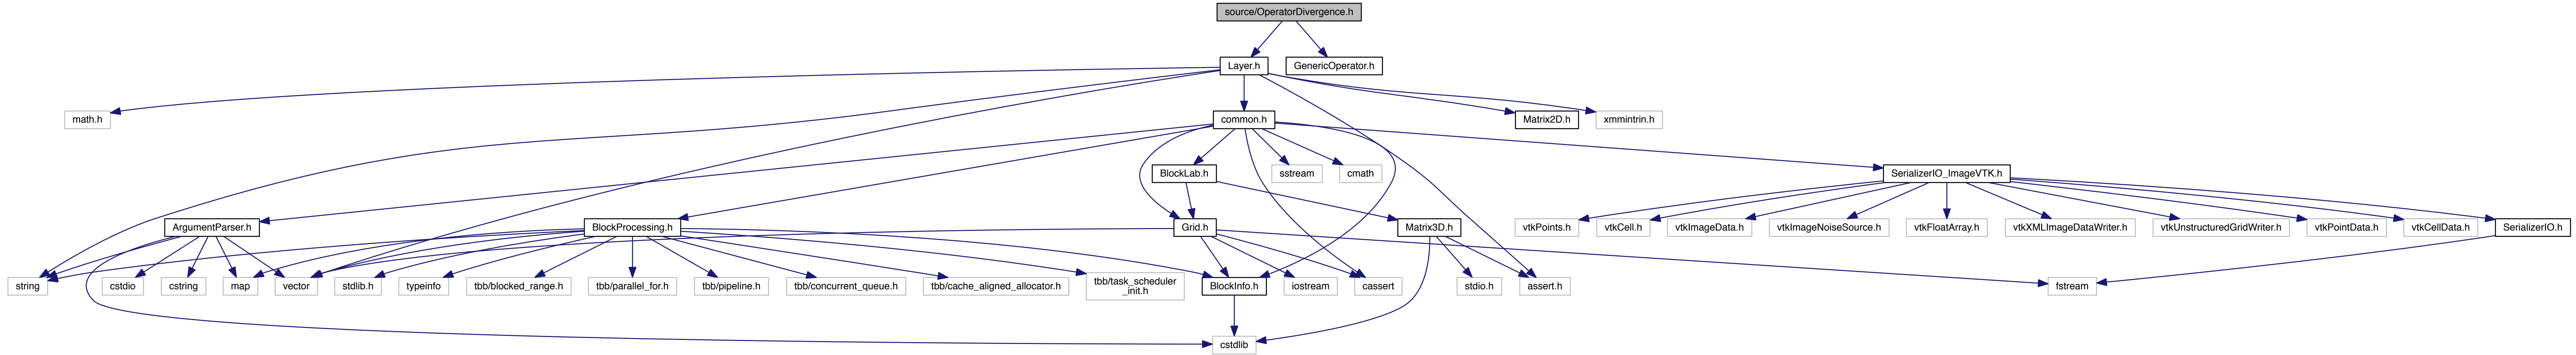 source/OperatorDivergence.h
Layer.h
GenericOperator.h
math.h
common.h
Matrix2D.h
xmmintrin.h
BlockLab.h
sstream
cmath
SerializerIO_ImageVTK.h
ArgumentParser.h
BlockProcessing.h
Grid.h
Matrix3D.h
vtkPoints.h
vtkCell.h
vtkImageData.h
vtkImageNoiseSource.h
vtkFloatArray.h
vtkXMLImageDataWriter.h
vtkUnstructuredGridWriter.h
vtkPointData.h
vtkCellData.h
SerializerIO.h
string
cstdio
cstring
map
vector
stdlib.h
typeinfo
tbb/blocked_range.h
tbb/parallel_for.h
tbb/pipeline.h
tbb/concurrent_queue.h
tbb/cache_aligned_allocator.h
tbb/task_scheduler
_init.h
BlockInfo.h
iostream
cassert
stdio.h
assert.h
fstream
cstdlib